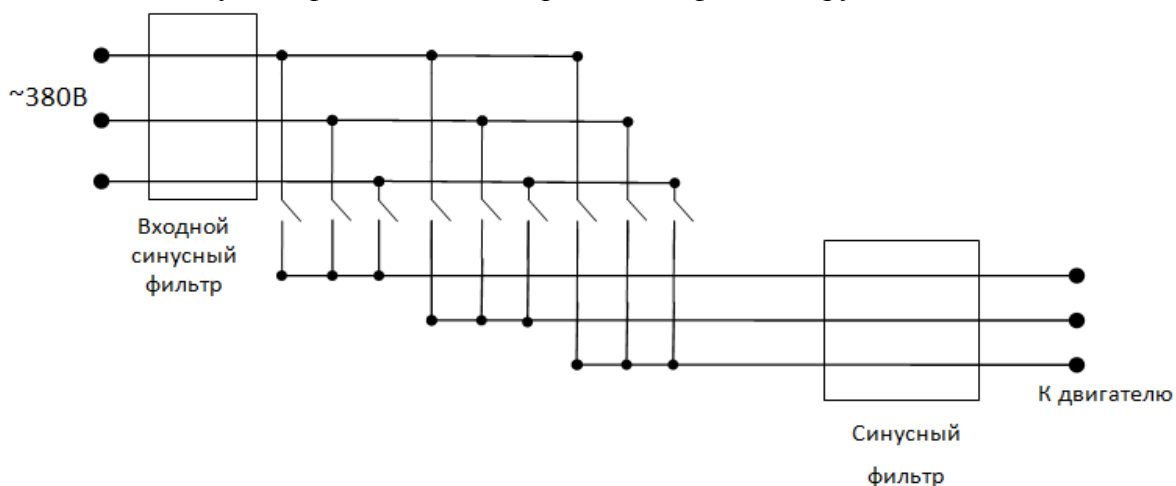 ~380В
Входной
синусный
фильтр
К двигателю
Синусный
фильтр